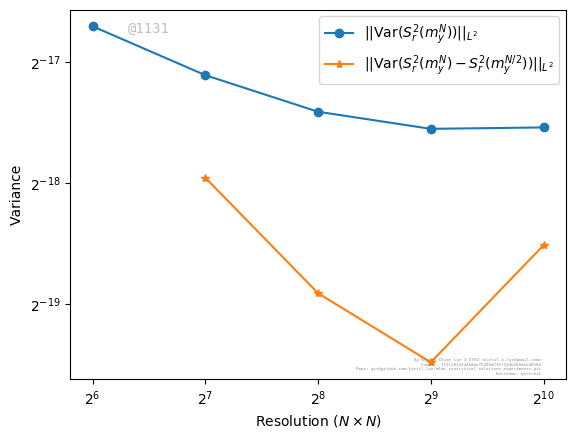 @1131
||Var(S_r^2(m_y^N))||_{L^2}
||Var(S_r^2(m_y^N) − S_r^2(m_y^{N/2}))||_{L^2}
2^{-17}
2^{-18}
2^{-19}
Variance
2^6 2^7 2^8 2^9 2^{10}
Resolution (N × N)